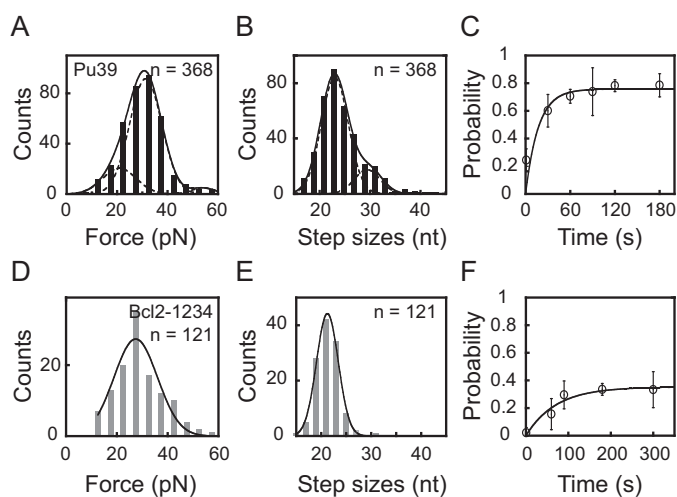 A
B
C
Pu39
n = 368
n = 368
Counts
80
40
0
0
20
40
60
Force (pN)
Counts
80
40
0
20
30
40
Step sizes (nt)
Probability
1
0.8
0.6
0.4
0.2
0
0
60
120
180
Time (s)
D
E
F
Bcl2-1234
n = 121
n = 121
Counts
20
0
0
20
40
60
Force (pN)
Counts
40
20
0
20
30
40
Step sizes (nt)
Probability
1
0.8
0.6
0.4
0.2
0
0
100
200
300
Time (s)